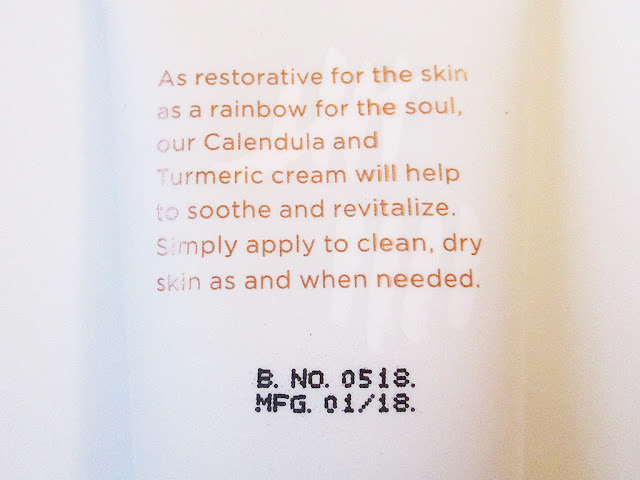 As restorative for the skin
as a rainbow for the soul,
our Calendula and
Turmeric cream will help
to soothe and revitalize.
Simply apply to clean, dry
skin as and when needed.
B. NO. 0518.
MFG. 01/18.